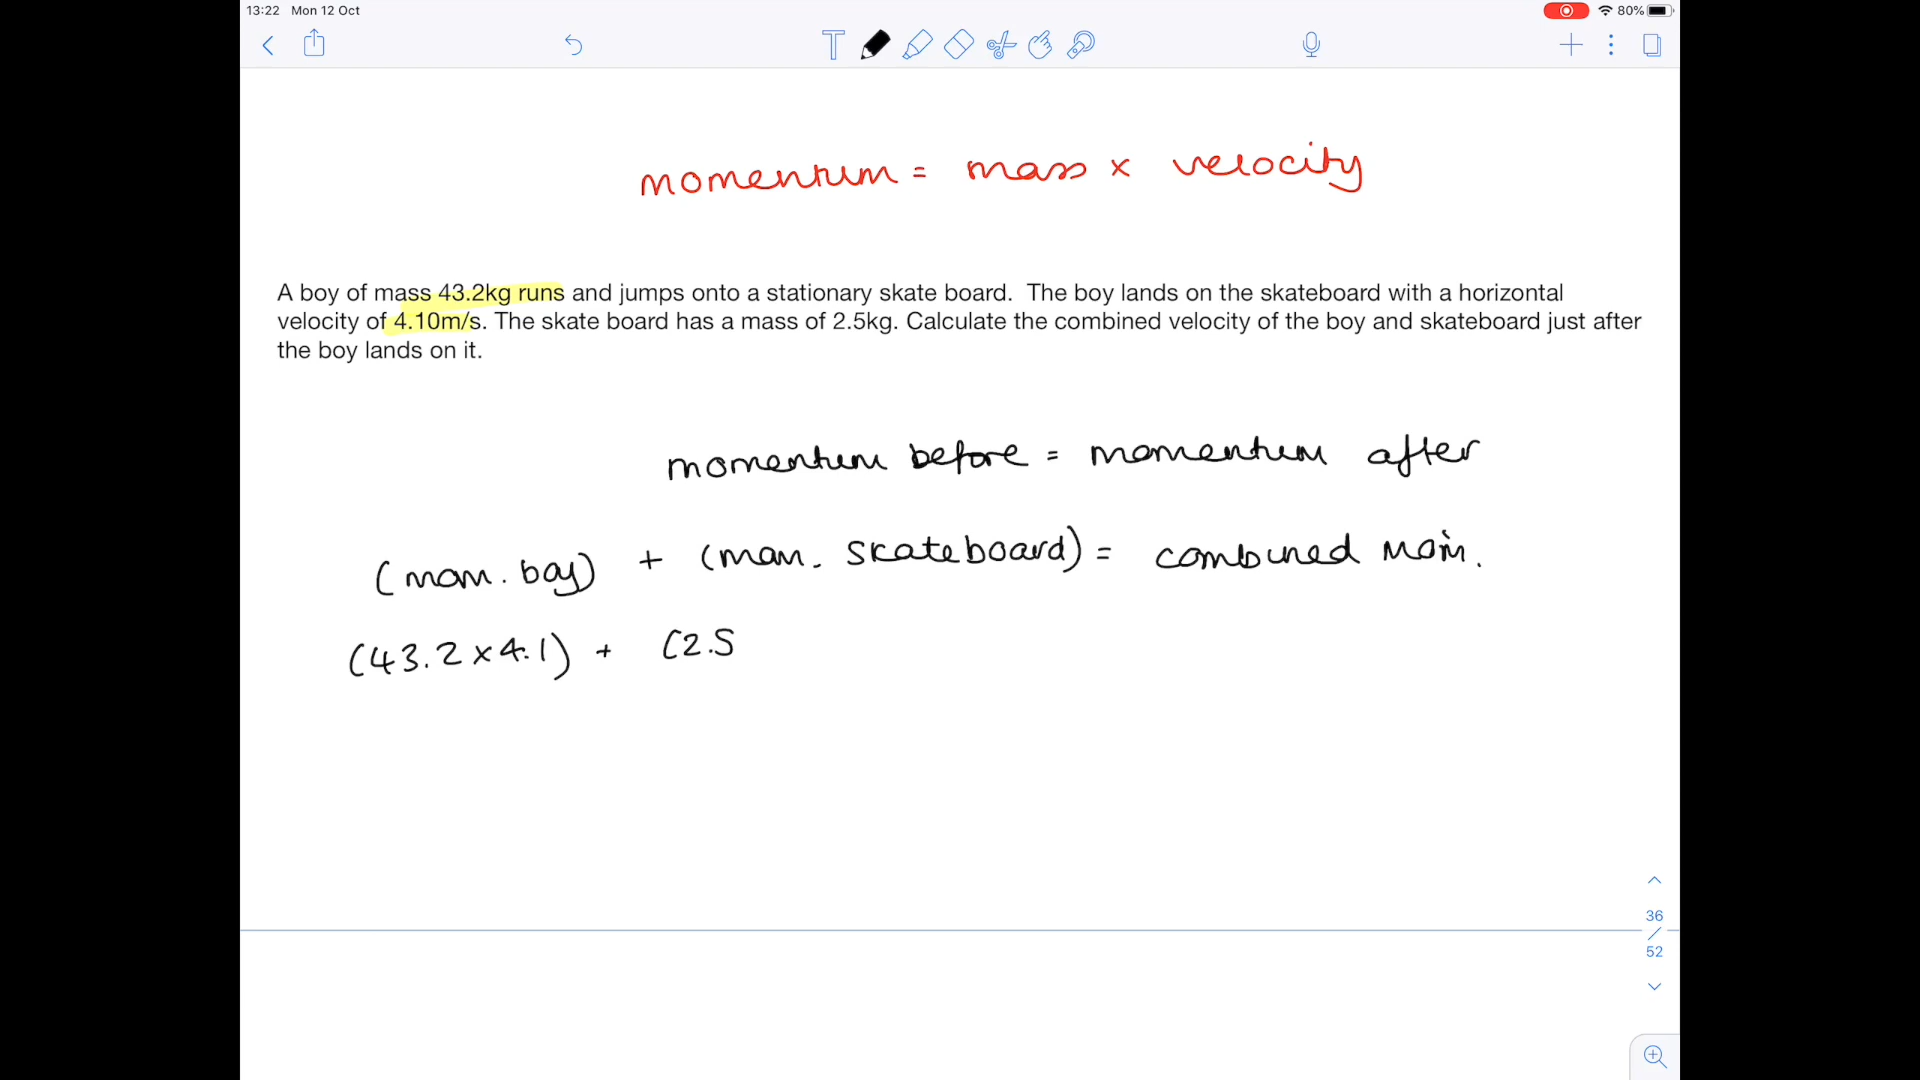 13:22 Mon 12 Oct 80%
momentum = mass x velocity
A boy of mass 43.2kg runs and jumps onto a stationary skate board. The boy lands on the skateboard with a horizontal
velocity of 4.10m/s. The skate board has a mass of 2.5kg. Calculate the combined velocity of the boy and skateboard just after
the boy lands on it.
momentum before = momentum after
(mom. boy) + (mom. skateboard) = combined mom.
(43.2 x 4.1) + (2.5
36
/
52